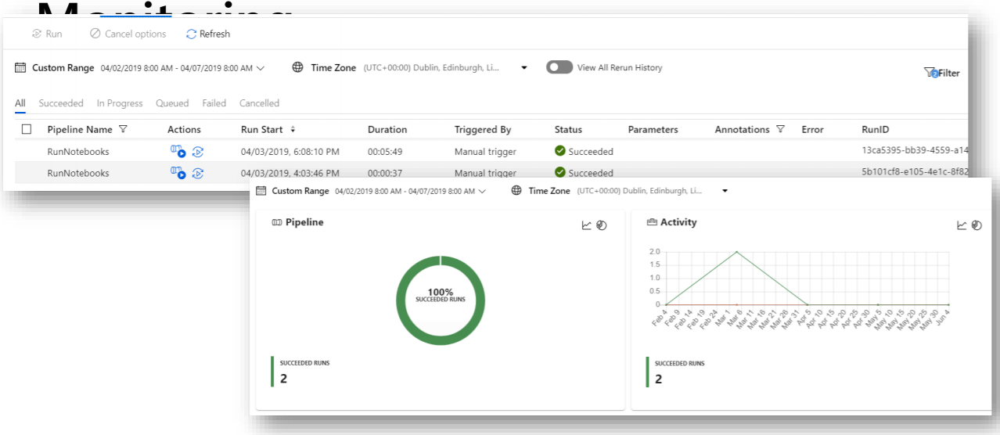 Monitoring
Run Cancel options Refresh
Custom Range 04/02/2019 8:00 AM - 04/07/2019 8:00 AM Time Zone (UTC+00:00) Dublin, Edinburgh, Li... View All Rerun History 2 Filter
All Succeeded In Progress Queued Failed Cancelled
Pipeline Name Actions Run Start Duration Triggered By Status Parameters Annotations Error RunID
RunNotebooks 04/03/2019, 6:08:10 PM 00:05:49 Manual trigger Succeeded 13ca5395-bb39-4559-a14
RunNotebooks 04/03/2019, 4:03:46 PM 00:00:37 Manual trigger Succeeded 5b101cf8-e105-4e1c-8f82
Custom Range 04/02/2019 8:00 AM - 04/07/2019 8:00 AM Time Zone (UTC+00:00) Dublin, Edinburgh, Li...
Pipeline
100%
SUCCEEDED RUNS
SUCCEEDED RUNS
2
Activity
2.0
1.5
1.0
0.5
0
Feb 4 Feb 9 Feb 14 Feb 19 Feb 24 Mar 1 Mar 6 Mar 11 Mar 16 Mar 21 Mar 26 Mar 31 Apr 5 Apr 10 Apr 15 Apr 20 Apr 25 Apr 30 May 5 May 10 May 15 May 20 May 25 May 30 Jun 4
SUCCEEDED RUNS
2